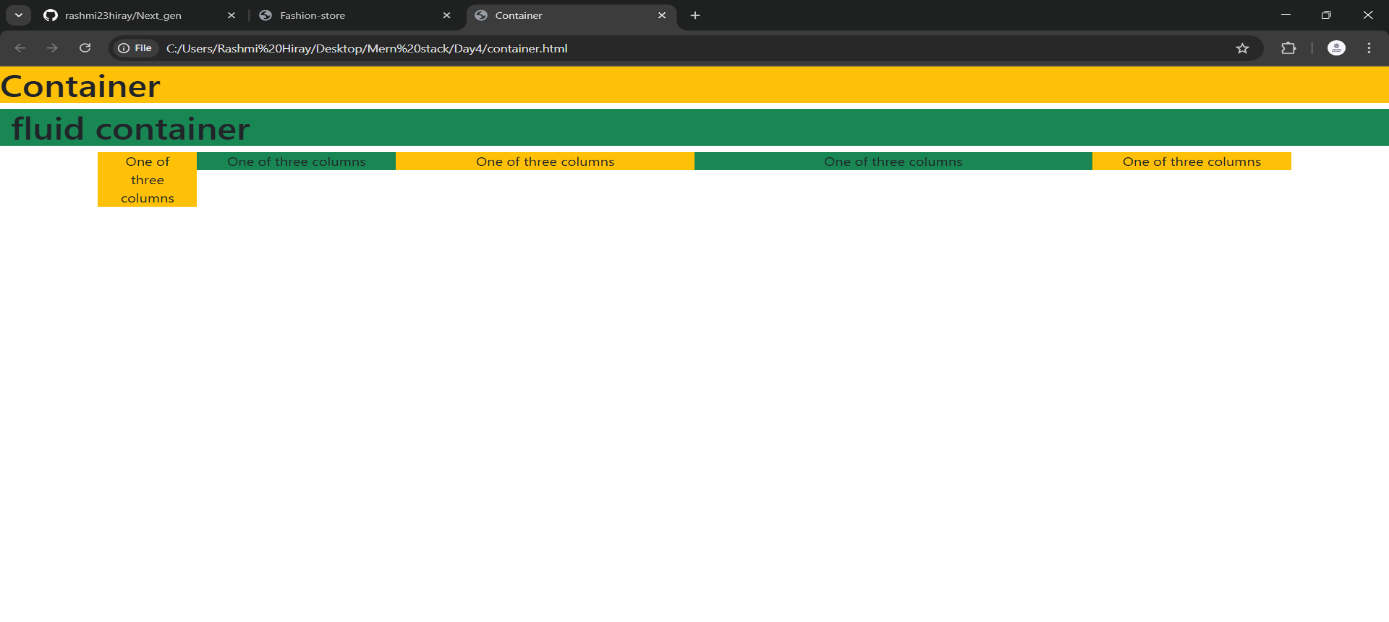 rashmi23hiray/Next_gen
Fashion-store
Container
File C:/Users/Rashmi%20Hiray/Desktop/Mern%20stack/Day4/container.html
Container
fluid container
One of
three
columns
One of three columns
One of three columns
One of three columns
One of three columns